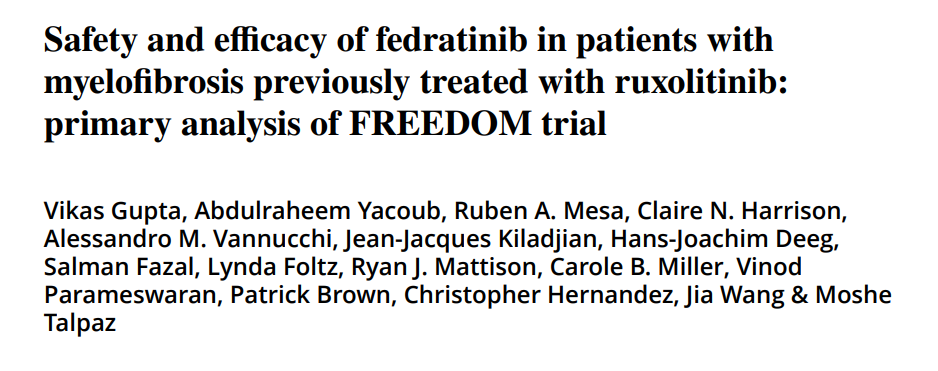 Safety and efficacy of fedratinib in patients with
myelofibrosis previously treated with ruxolitinib:
primary analysis of FREEDOM trial
Vikas Gupta, Abdulraheem Yacoub, Ruben A. Mesa, Claire N. Harrison,
Alessandro M. Vannucchi, Jean-Jacques Kiladjian, Hans-Joachim Deeg,
Salman Fazal, Lynda Foltz, Ryan J. Mattison, Carole B. Miller, Vinod
Parameswaran, Patrick Brown, Christopher Hernandez, Jia Wang & Moshe
Talpaz